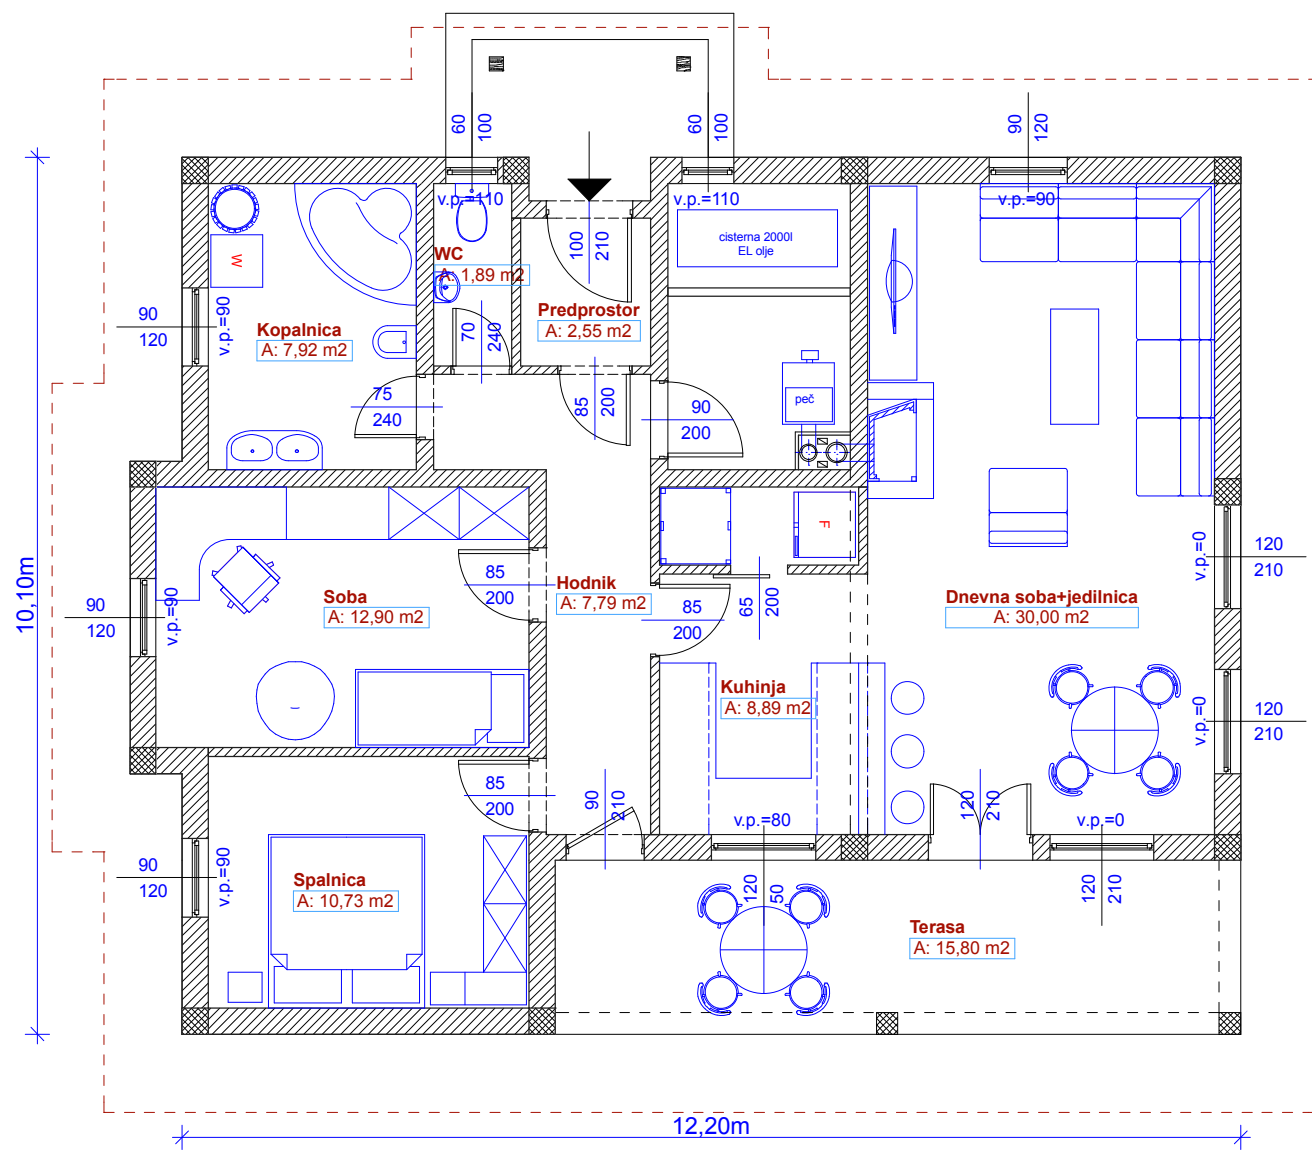 60
100
60
100
90
120
v.p.=110
v.p.=110
v.p.=90
cisterna 2000l
EL olje
100
210
W
WC
A: 1,89 m2
Predprostor
A: 2,55 m2
90
120
v.p.=90
Kopalnica
A: 7,92 m2
70
240
75
240
85
200
90
200
peč
F
85
200
v.p.=0
120
210
10,10m
90
120
v.p.=90
Soba
A: 12,90 m2
Hodnik
A: 7,79 m2
85
200
65
200
Dnevna soba+jedilnica
A: 30,00 m2
Kuhinja
A: 8,89 m2
v.p.=0
120
210
85
200
90
210
v.p.=80
120
210
v.p.=0
90
120
v.p.=90
Spalnica
A: 10,73 m2
120
50
120
210
Terasa
A: 15,80 m2
12,20m